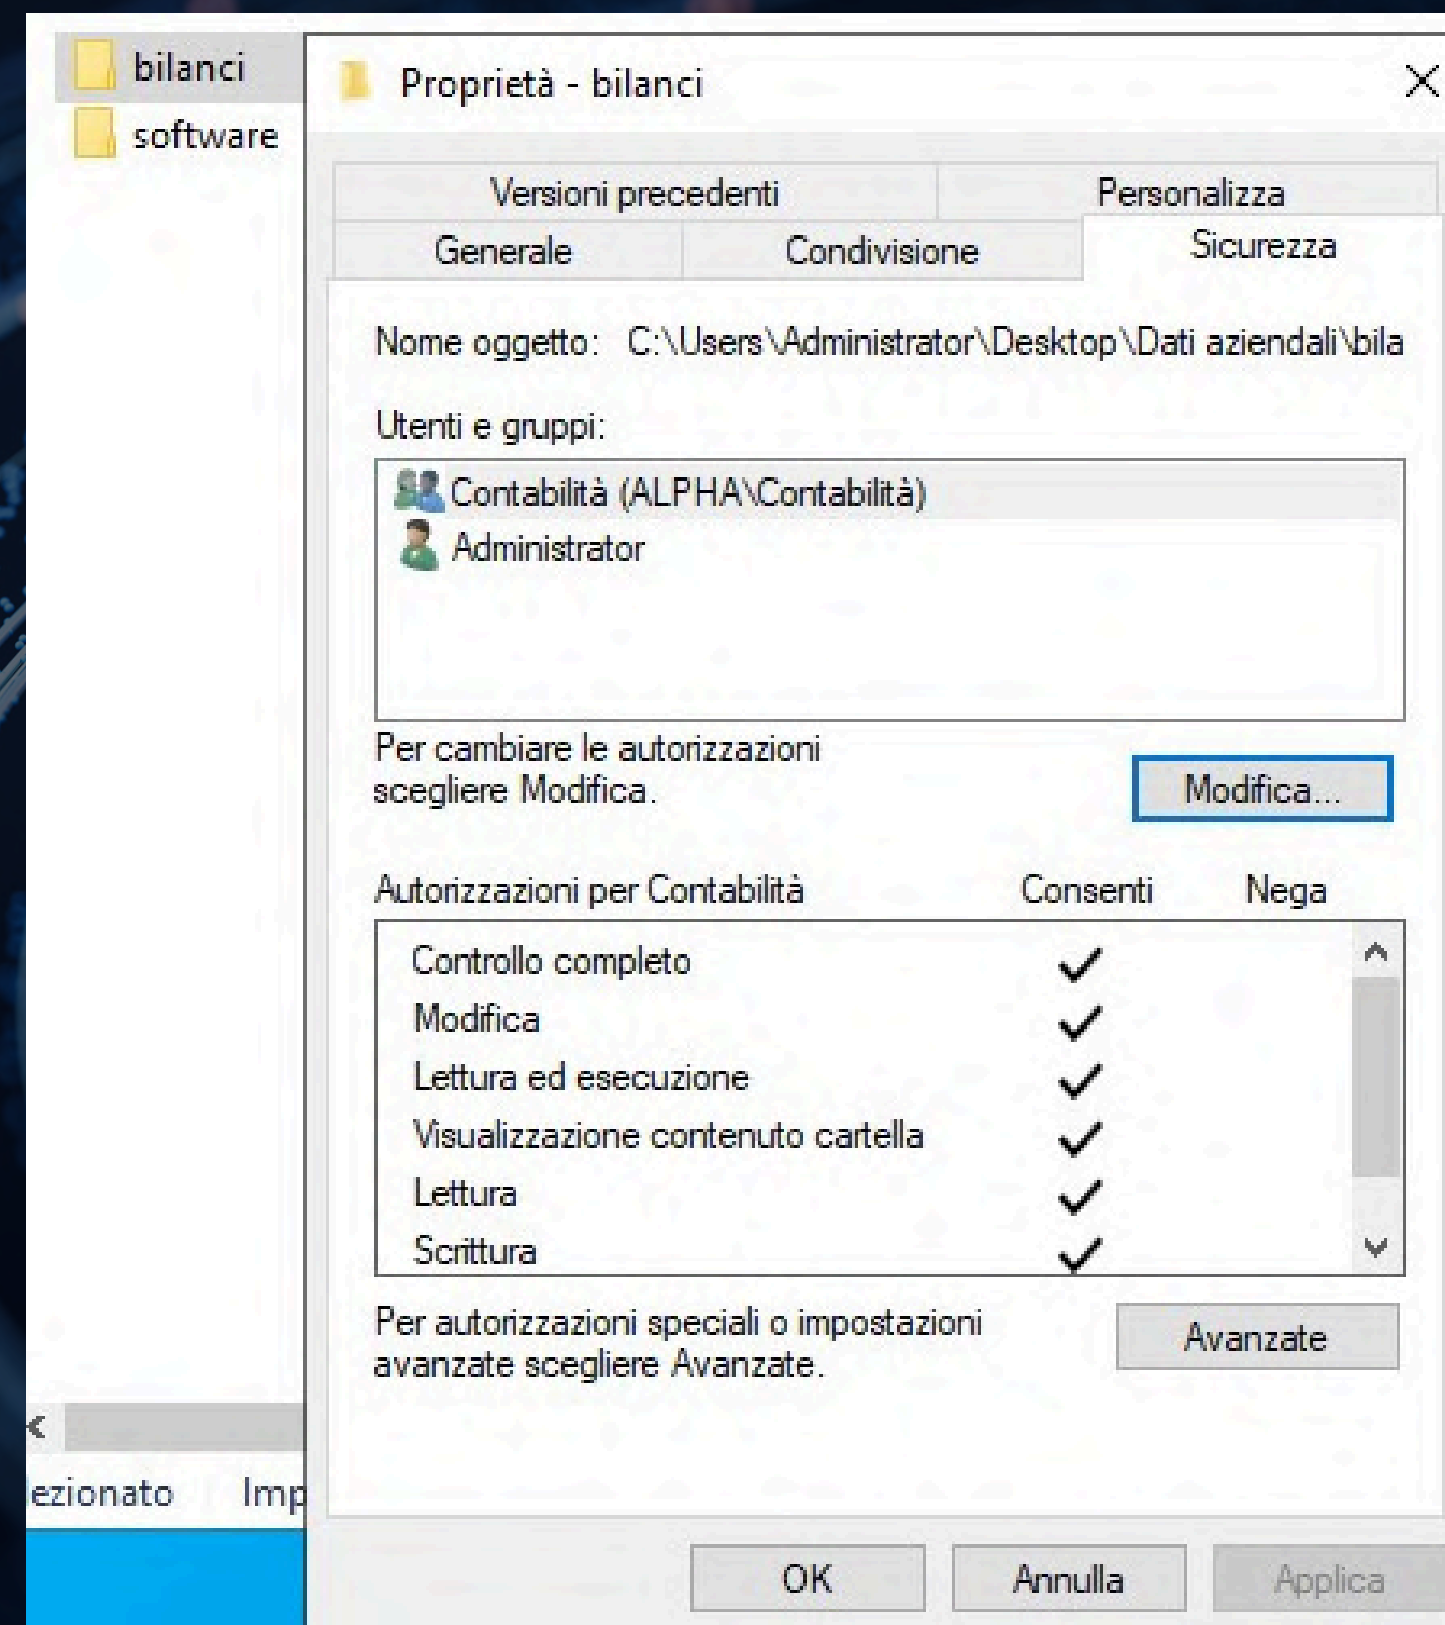 bilanci
software
Proprietà - bilanci
Versioni precedenti
Personalizza
Generale
Condivisione
Sicurezza
Nome oggetto: C:\Users\Administrator\Desktop\Dati aziendali\bila
Utenti e gruppi:
Contabilità (ALPHA\Contabilità)
Administrator
Per cambiare le autorizzazioni
scegliere Modifica.
Modifica...
Autorizzazioni per Contabilità
Consenti
Nega
Controllo completo
Modifica
Lettura ed esecuzione
Visualizzazione contenuto cartella
Lettura
Scrittura
Per autorizzazioni speciali o impostazioni
avanzate scegliere Avanzate.
Avanzate
ezionato
Imp
OK
Annulla
Applica